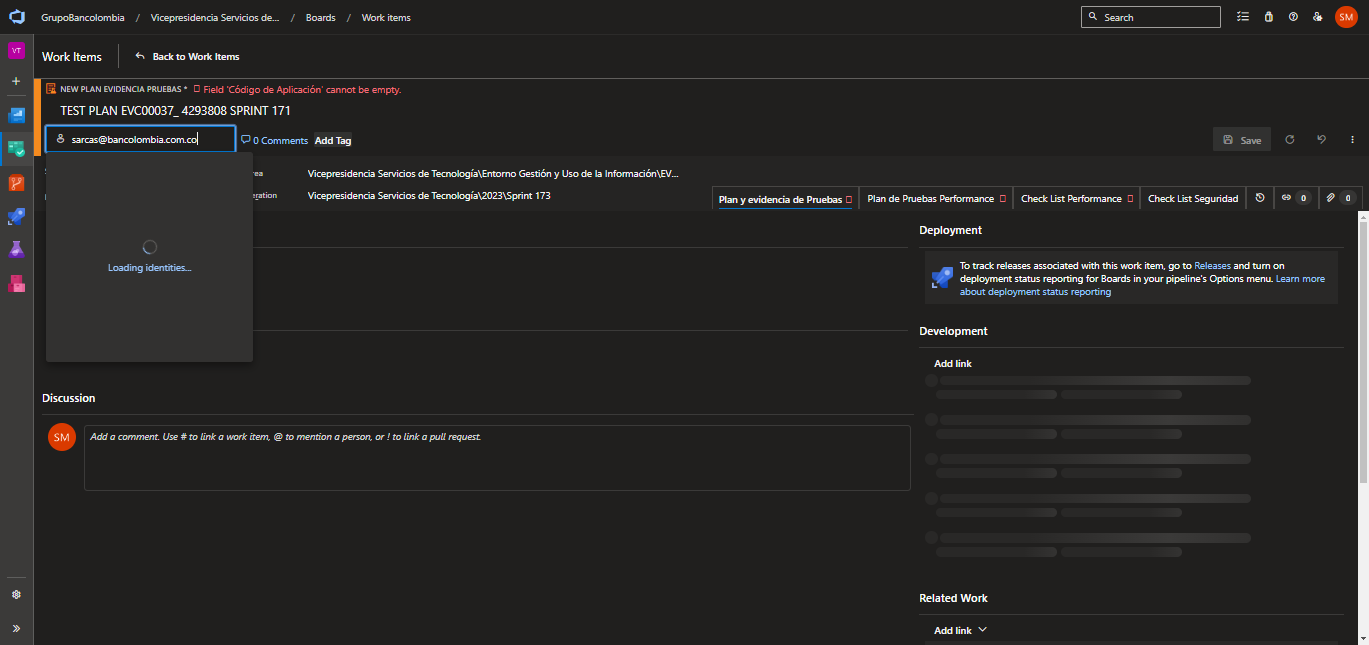 GrupoBancolombia / Vicepresidencia Servicios de... / Boards / Work items
Search
SM
VT
Work Items
Back to Work Items
NEW PLAN EVIDENCIA PRUEBAS * Field 'Código de Aplicación' cannot be empty.
TEST PLAN EVC00037_ 4293808 SPRINT 171
sarcas@bancolombia.com.co
0 Comments
Add Tag
Save
rea
Vicepresidencia Servicios de Tecnología\Entorno Gestión y Uso de la Información\EV...
eration
Vicepresidencia Servicios de Tecnología\2023\Sprint 173
Plan y evidencia de Pruebas
Plan de Pruebas Performance
Check List Performance
Check List Seguridad
0
0
Loading identities...
Deployment
To track releases associated with this work item, go to Releases and turn on
deployment status reporting for Boards in your pipeline's Options menu. Learn more
about deployment status reporting
Development
Add link
Discussion
SM
Add a comment. Use # to link a work item, @ to mention a person, or ! to link a pull request.
Related Work
Add link